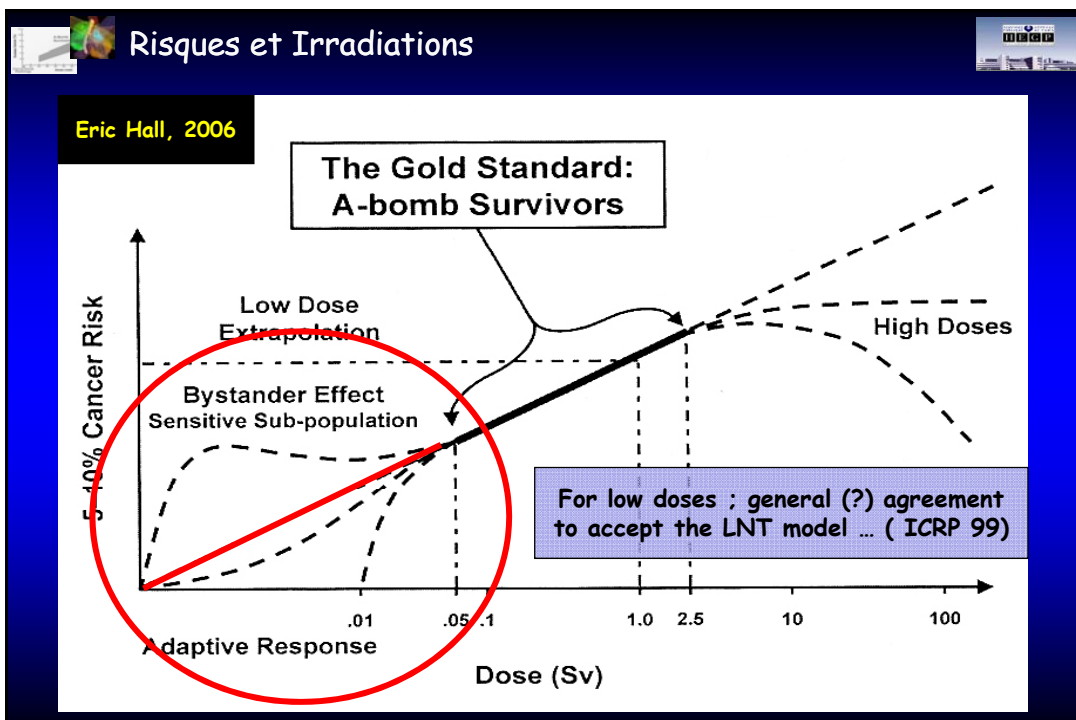 Risques et Irradiations
HEGP
Eric Hall, 2006
The Gold Standard:
A-bomb Survivors
Low Dose
Extrapolation
High Doses
Bystander Effect
Sensitive Sub-population
5 10% Cancer Risk
For low doses ; general (?) agreement
to accept the LNT model … ( ICRP 99)
.01 .05 .1 1.0 2.5 10 100
Adaptive Response
Dose (Sv)